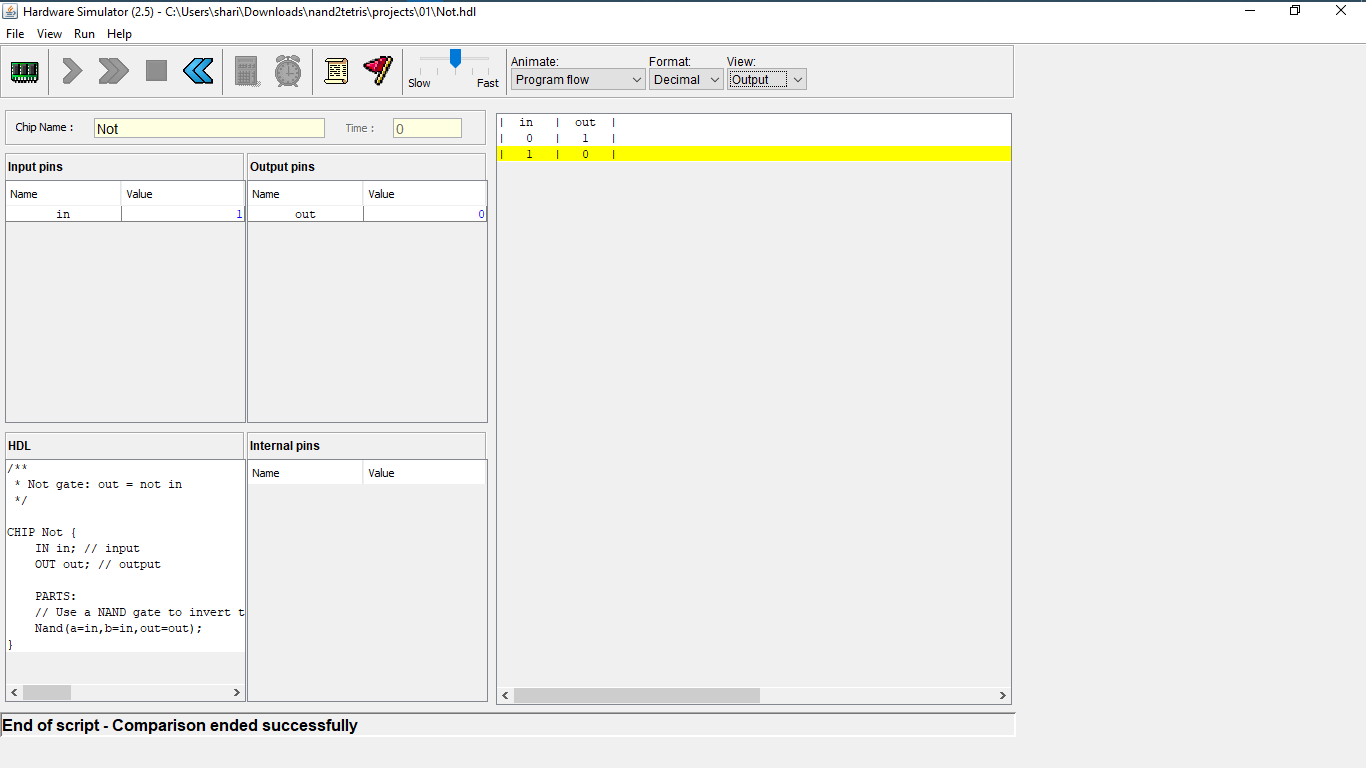 Hardware Simulator (2.5) - C:\Users\shari\Downloads\nand2tetris\projects\01\Not.hdl
File View Run Help
Slow Fast
Animate: Format: View:
Program flow Decimal Output
Chip Name : Not Time : 0
Input pins Output pins
Name Value Name Value
in 1 out 0
| in | out |
| 0 | 1 |
| 1 | 0 |
HDL Internal pins
Name Value
/**
* Not gate: out = not in
*/
CHIP Not {
IN in; // input
OUT out; // output
PARTS:
// Use a NAND gate to invert t
Nand(a=in,b=in,out=out);
}
End of script - Comparison ended successfully